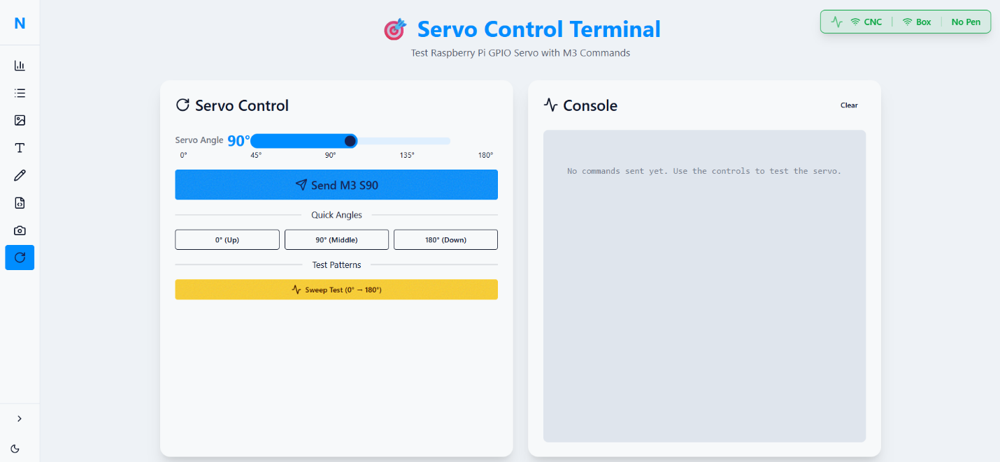 N
Servo Control Terminal
Test Raspberry Pi GPIO Servo with M3 Commands
CNC | Box | No Pen
Servo Control
Servo Angle 90°
0° 45° 90° 135° 180°
Send M3 S90
Quick Angles
0° (Up) 90° (Middle) 180° (Down)
Test Patterns
Sweep Test (0° → 180°)
Console
Clear
No commands sent yet. Use the controls to test the servo.